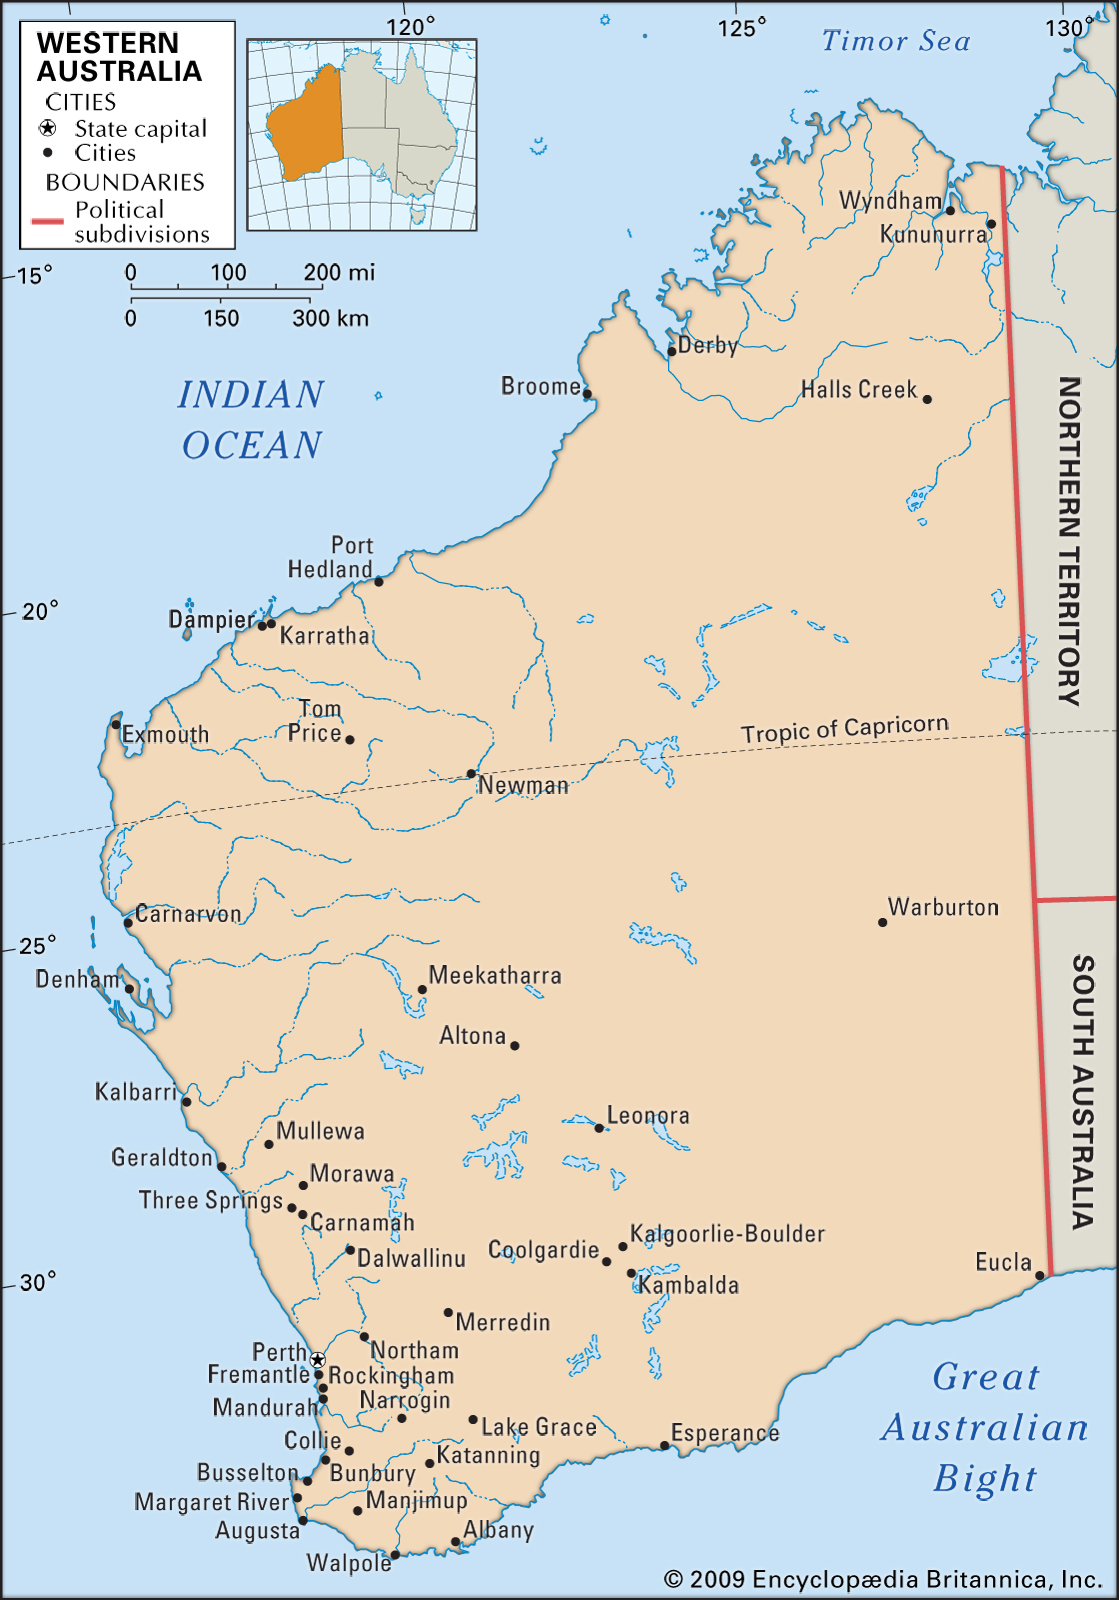 WESTERN
AUSTRALIA
CITIES
State capital
Cities
BOUNDARIES
Political
subdivisions
0 100 200 mi
0 150 300 km
120°
125°
130°
Timor Sea
15°
20°
25°
30°
INDIAN
OCEAN
Wyndham
Kununurra
Derby
Broome
Halls Creek
NORTHERN TERRITORY
Port
Hedland
Dampier
Karratha
Tom
Price
Exmouth
Tropic of Capricorn
Newman
Carnarvon
Warburton
Denham
Meekatharra
SOUTH AUSTRALIA
Altona
Kalbarri
Leonora
Mullewa
Geraldton
Morawa
Three Springs
Carnamah
Dalwallinu
Coolgardie
Kalgoorlie-Boulder
Kambalda
Eucla
Merredin
Perth
Northam
Fremantle
Rockingham
Mandurah
Narrogin
Lake Grace
Esperance
Collie
Katanning
Busselton
Bunbury
Margaret River
Manjimup
Augusta
Albany
Walpole
Great
Australian
Bight
© 2009 Encyclopædia Britannica, Inc.